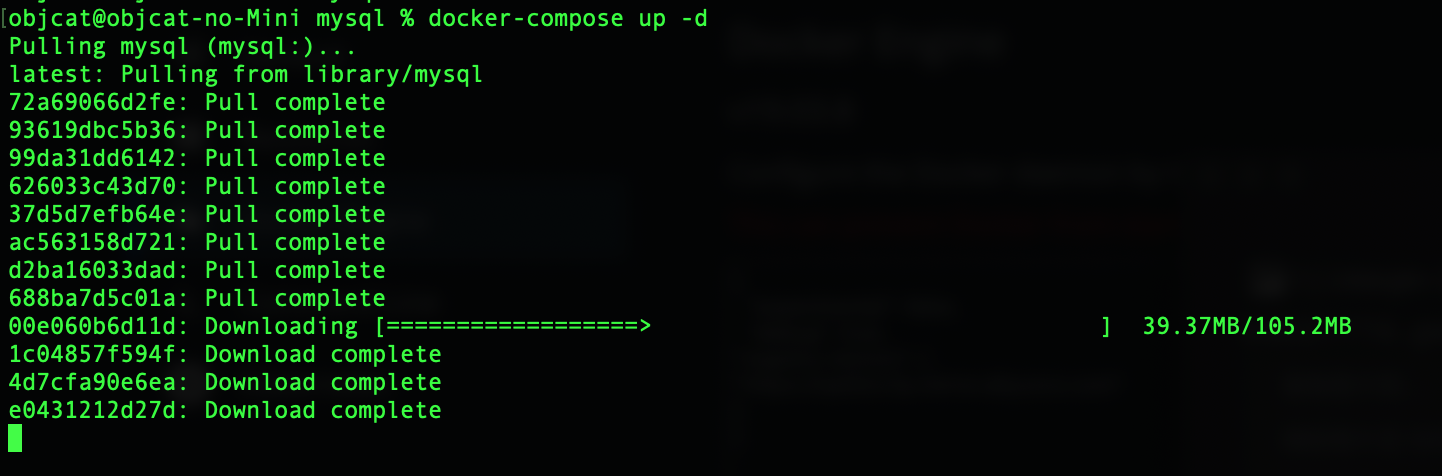 [objcat@objcat-no-Mini mysql % docker-compose up -d
Pulling mysql (mysql:)...
latest: Pulling from library/mysql
72a69066d2fe: Pull complete
93619dbc5b36: Pull complete
99da31dd6142: Pull complete
626033c43d70: Pull complete
37d5d7efb64e: Pull complete
ac563158d721: Pull complete
d2ba16033dad: Pull complete
688ba7d5c01a: Pull complete
00e060b6d11d: Downloading [==================>                                ]  39.37MB/105.2MB
1c04857f594f: Download complete
4d7cfa90e6ea: Download complete
e0431212d27d: Download complete